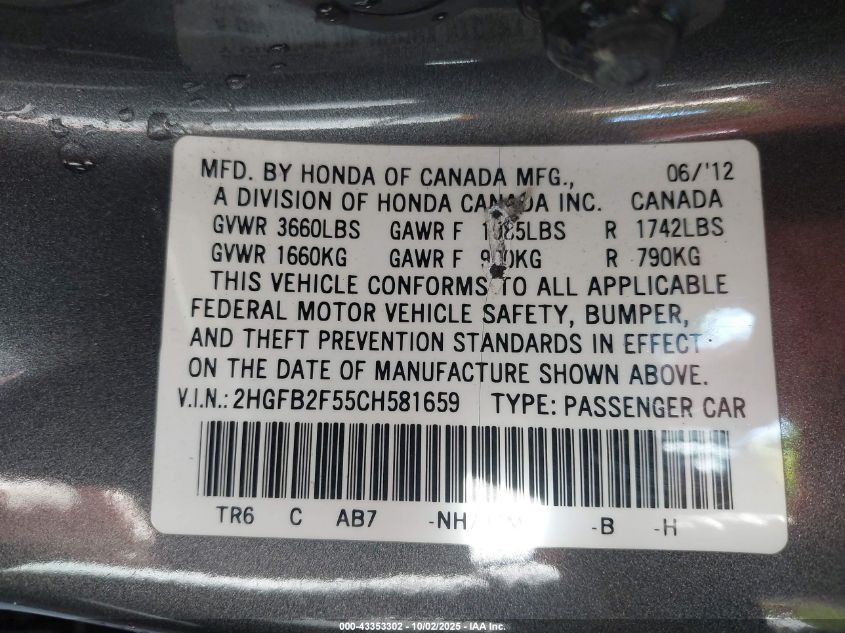 MFD. BY HONDA OF CANADA MFG., 06/'12
A DIVISION OF HONDA CANADA INC. CANADA
GVWR 3660LBS GAWR F R 1742LBS
GVWR 1660KG GAWR F R 790KG
THIS VEHICLE CONFORMS TO ALL APPLICABLE
FEDERAL MOTOR VEHICLE SAFETY, BUMPER,
AND THEFT PREVENTION STANDARDS IN EFFECT
ON THE DATE OF MANUFACTURE SHOWN ABOVE.
V.I.N.: 2HGFB2F55CH581659 TYPE: PASSENGER CAR
TR6 C AB7 -B -H
000-43353302 - 10/02/2025 - IAA Inc.